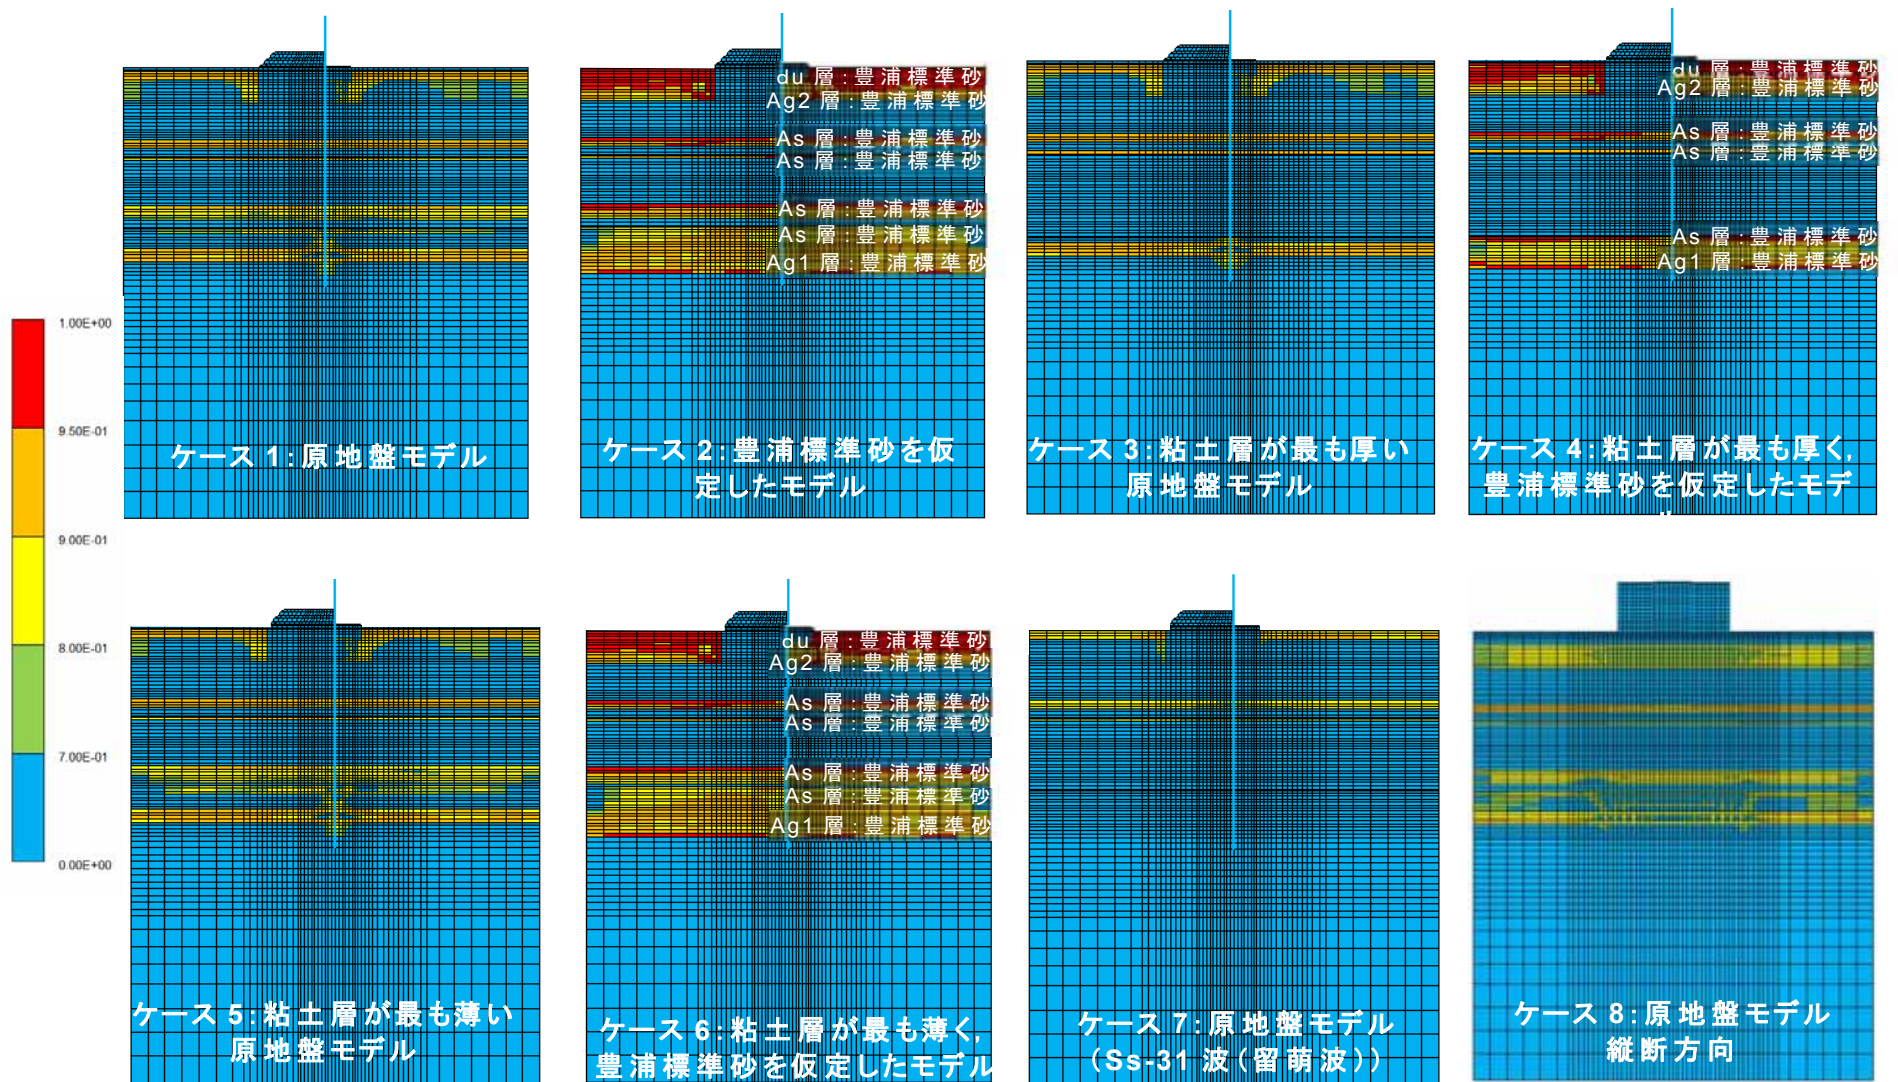 du 層:豊浦標準砂
Ag2 層:豊浦標準砂
As 層:豊浦標準砂
As 層:豊浦標準砂
As 層:豊浦標準砂
As 層:豊浦標準砂
Ag1 層:豊浦標準砂
du 層:豊浦標準砂
Ag2 層:豊浦標準砂
As 層:豊浦標準砂
As 層:豊浦標準砂
As 層:豊浦標準砂
Ag1 層:豊浦標準砂
ケース 1:原地盤モデル
ケース 2:豊浦標準砂を仮
定したモデル
ケース 3:粘土層が最も厚い
原地盤モデル
ケース 4:粘土層が最も厚く,
豊浦標準砂を仮定したモデ
1.00E+00
9.50E-01
9.00E-01
8.00E-01
7.00E-01
0.00E+00
du 層:豊浦標準砂
Ag2 層:豊浦標準砂
As 層:豊浦標準砂
As 層:豊浦標準砂
As 層:豊浦標準砂
As 層:豊浦標準砂
Ag1 層:豊浦標準砂
ケース 5:粘土層が最も薄い
原地盤モデル
ケース 6:粘土層が最も薄く,
豊浦標準砂を仮定したモデル
ケース 7:原地盤モデル
(Ss-31 波(留萌波))
ケース 8:原地盤モデル
縦断方向